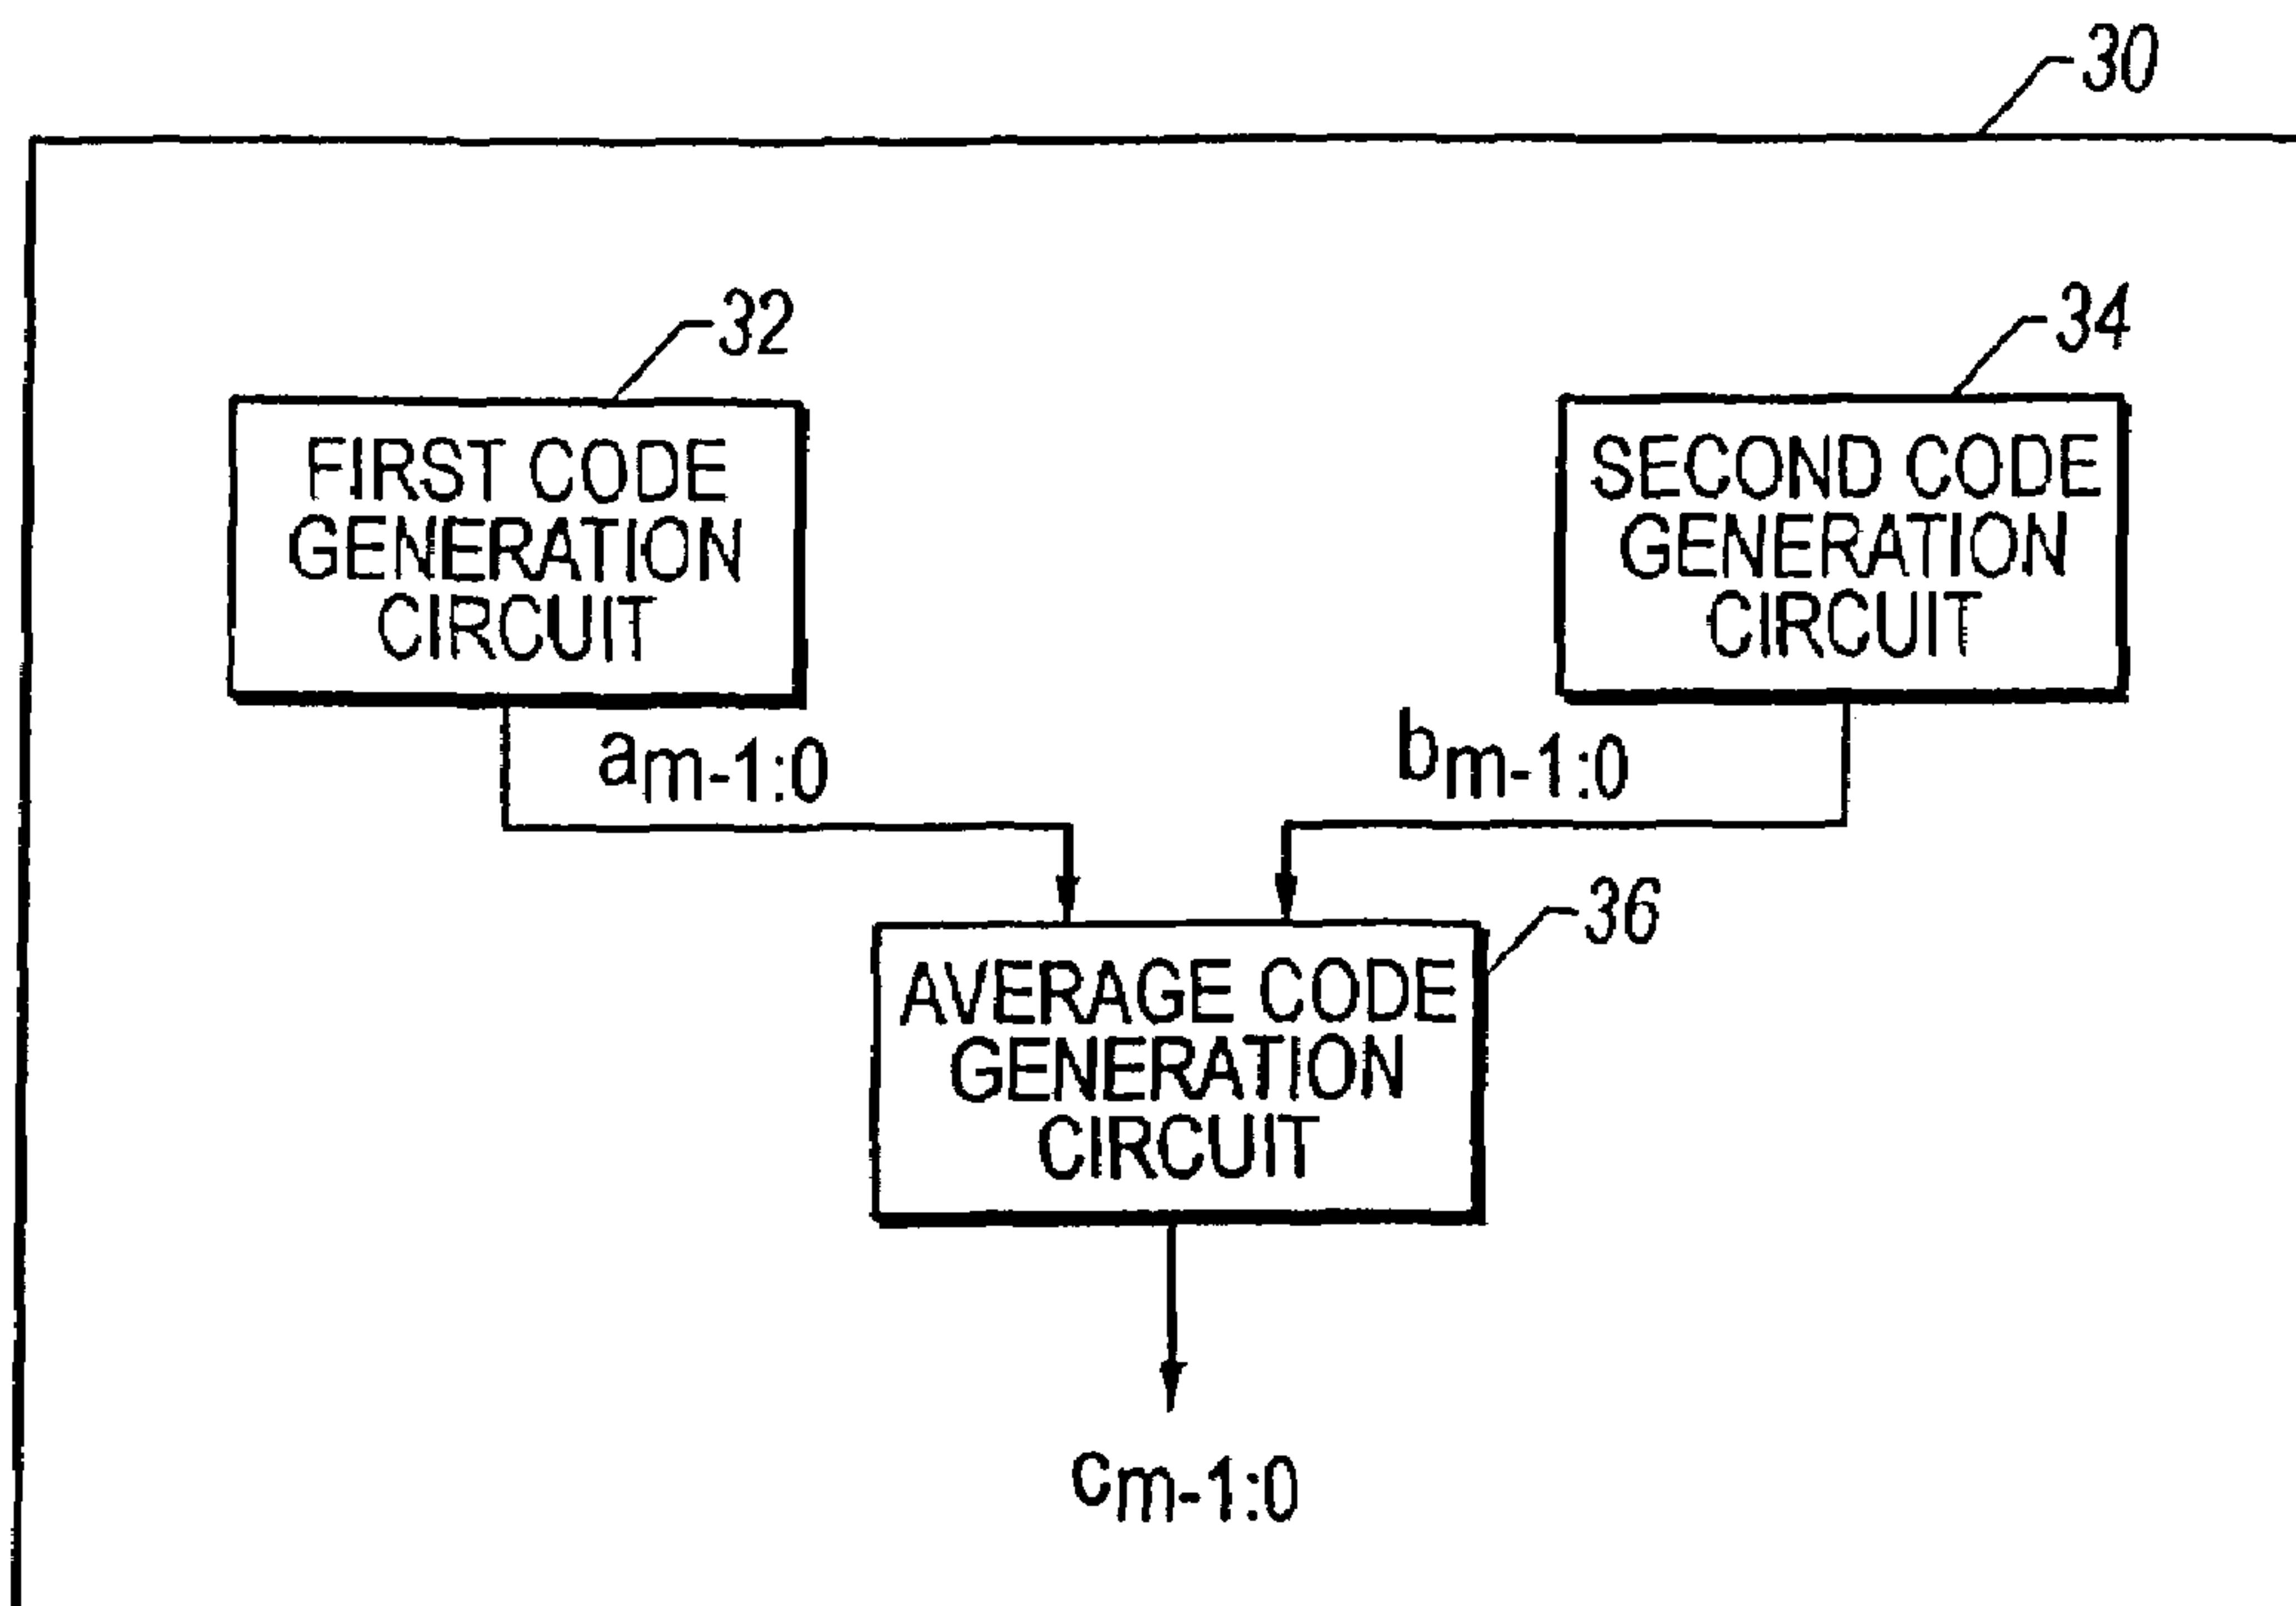 30
32
34
FIRST CODE
GENERATION
CIRCUIT
SECOND CODE
GENERATION
CIRCUIT
am-1:0
bm-1:0
36
AVERAGE CODE
GENERATION
CIRCUIT
cm-1:0